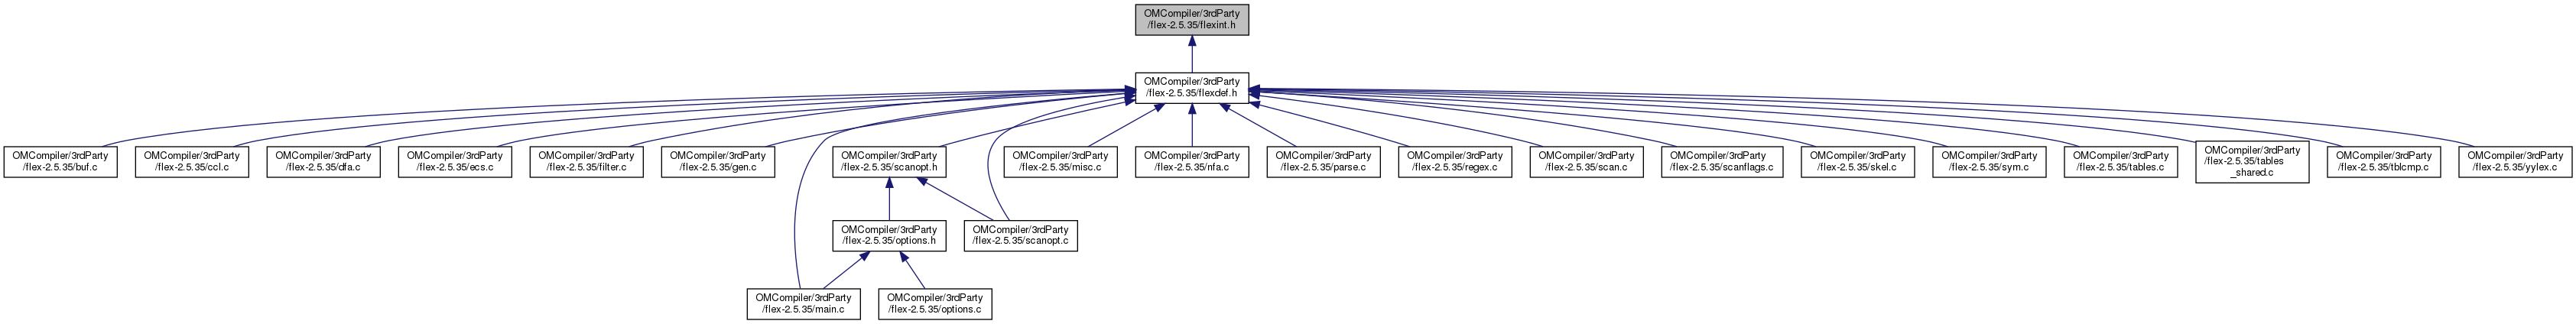 OMCompiler/3rdParty
/flex-2.5.35/flexint.h
OMCompiler/3rdParty
/flex-2.5.35/flexdef.h
OMCompiler/3rdParty
/flex-2.5.35/buf.c
OMCompiler/3rdParty
/flex-2.5.35/ccl.c
OMCompiler/3rdParty
/flex-2.5.35/dfa.c
OMCompiler/3rdParty
/flex-2.5.35/ecs.c
OMCompiler/3rdParty
/flex-2.5.35/filter.c
OMCompiler/3rdParty
/flex-2.5.35/gen.c
OMCompiler/3rdParty
/flex-2.5.35/scanopt.h
OMCompiler/3rdParty
/flex-2.5.35/misc.c
OMCompiler/3rdParty
/flex-2.5.35/nfa.c
OMCompiler/3rdParty
/flex-2.5.35/parse.c
OMCompiler/3rdParty
/flex-2.5.35/regex.c
OMCompiler/3rdParty
/flex-2.5.35/scan.c
OMCompiler/3rdParty
/flex-2.5.35/scanflags.c
OMCompiler/3rdParty
/flex-2.5.35/skel.c
OMCompiler/3rdParty
/flex-2.5.35/sym.c
OMCompiler/3rdParty
/flex-2.5.35/tables.c
OMCompiler/3rdParty
/flex-2.5.35/tables
_shared.c
OMCompiler/3rdParty
/flex-2.5.35/tblcmp.c
OMCompiler/3rdParty
/flex-2.5.35/yylex.c
OMCompiler/3rdParty
/flex-2.5.35/options.h
OMCompiler/3rdParty
/flex-2.5.35/scanopt.c
OMCompiler/3rdParty
/flex-2.5.35/main.c
OMCompiler/3rdParty
/flex-2.5.35/options.c